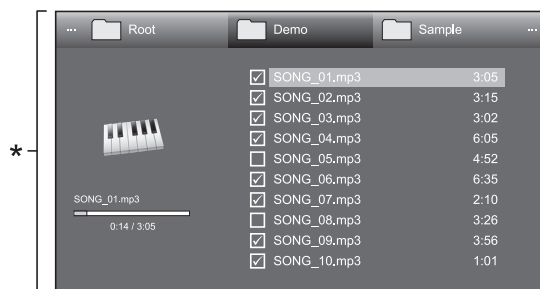 ... Root Demo Sample ...
SONG_01.mp3 3:05
SONG_02.mp3 3:15
SONG_03.mp3 3:02
* SONG_04.mp3 6:05
SONG_05.mp3 4:52
SONG_06.mp3 6:35
SONG_01.mp3
SONG_07.mp3 2:10
0:14 / 3:05
SONG_08.mp3 3:26
SONG_09.mp3 3:56
SONG_10.mp3 1:01